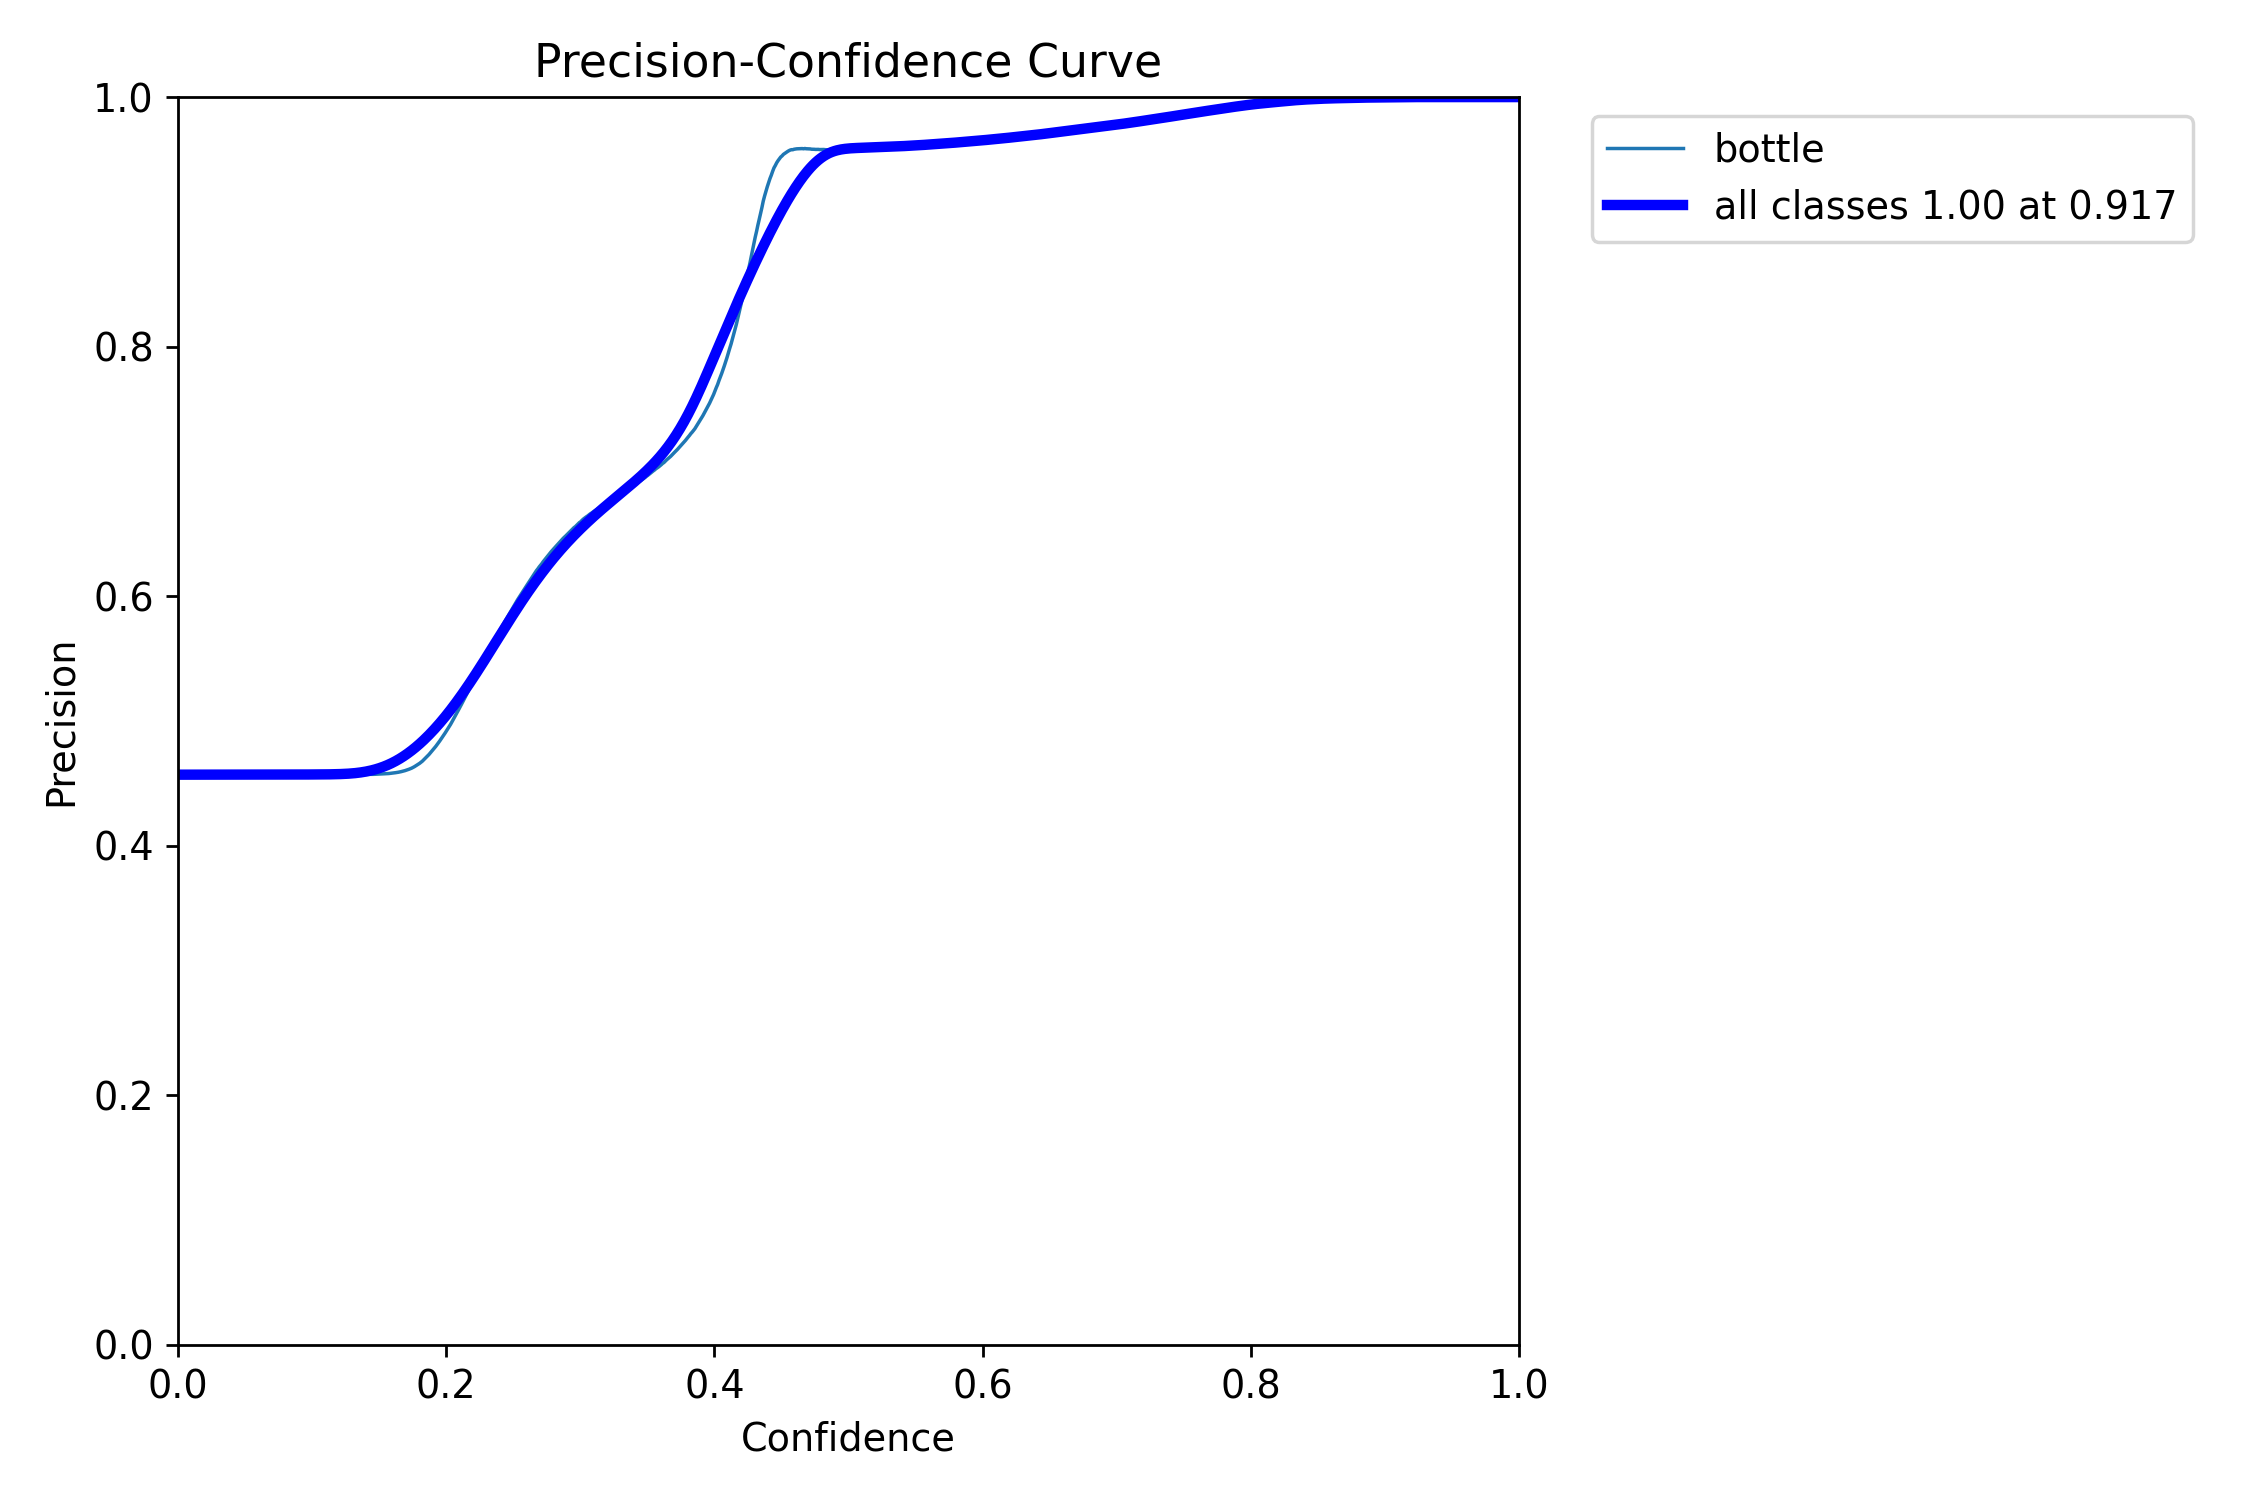 Precision-Confidence Curve
1.0
0.8
0.6
0.4
0.2
0.0
Precision
0.0 0.2 0.4 0.6 0.8 1.0
Confidence
bottle
all classes 1.00 at 0.917